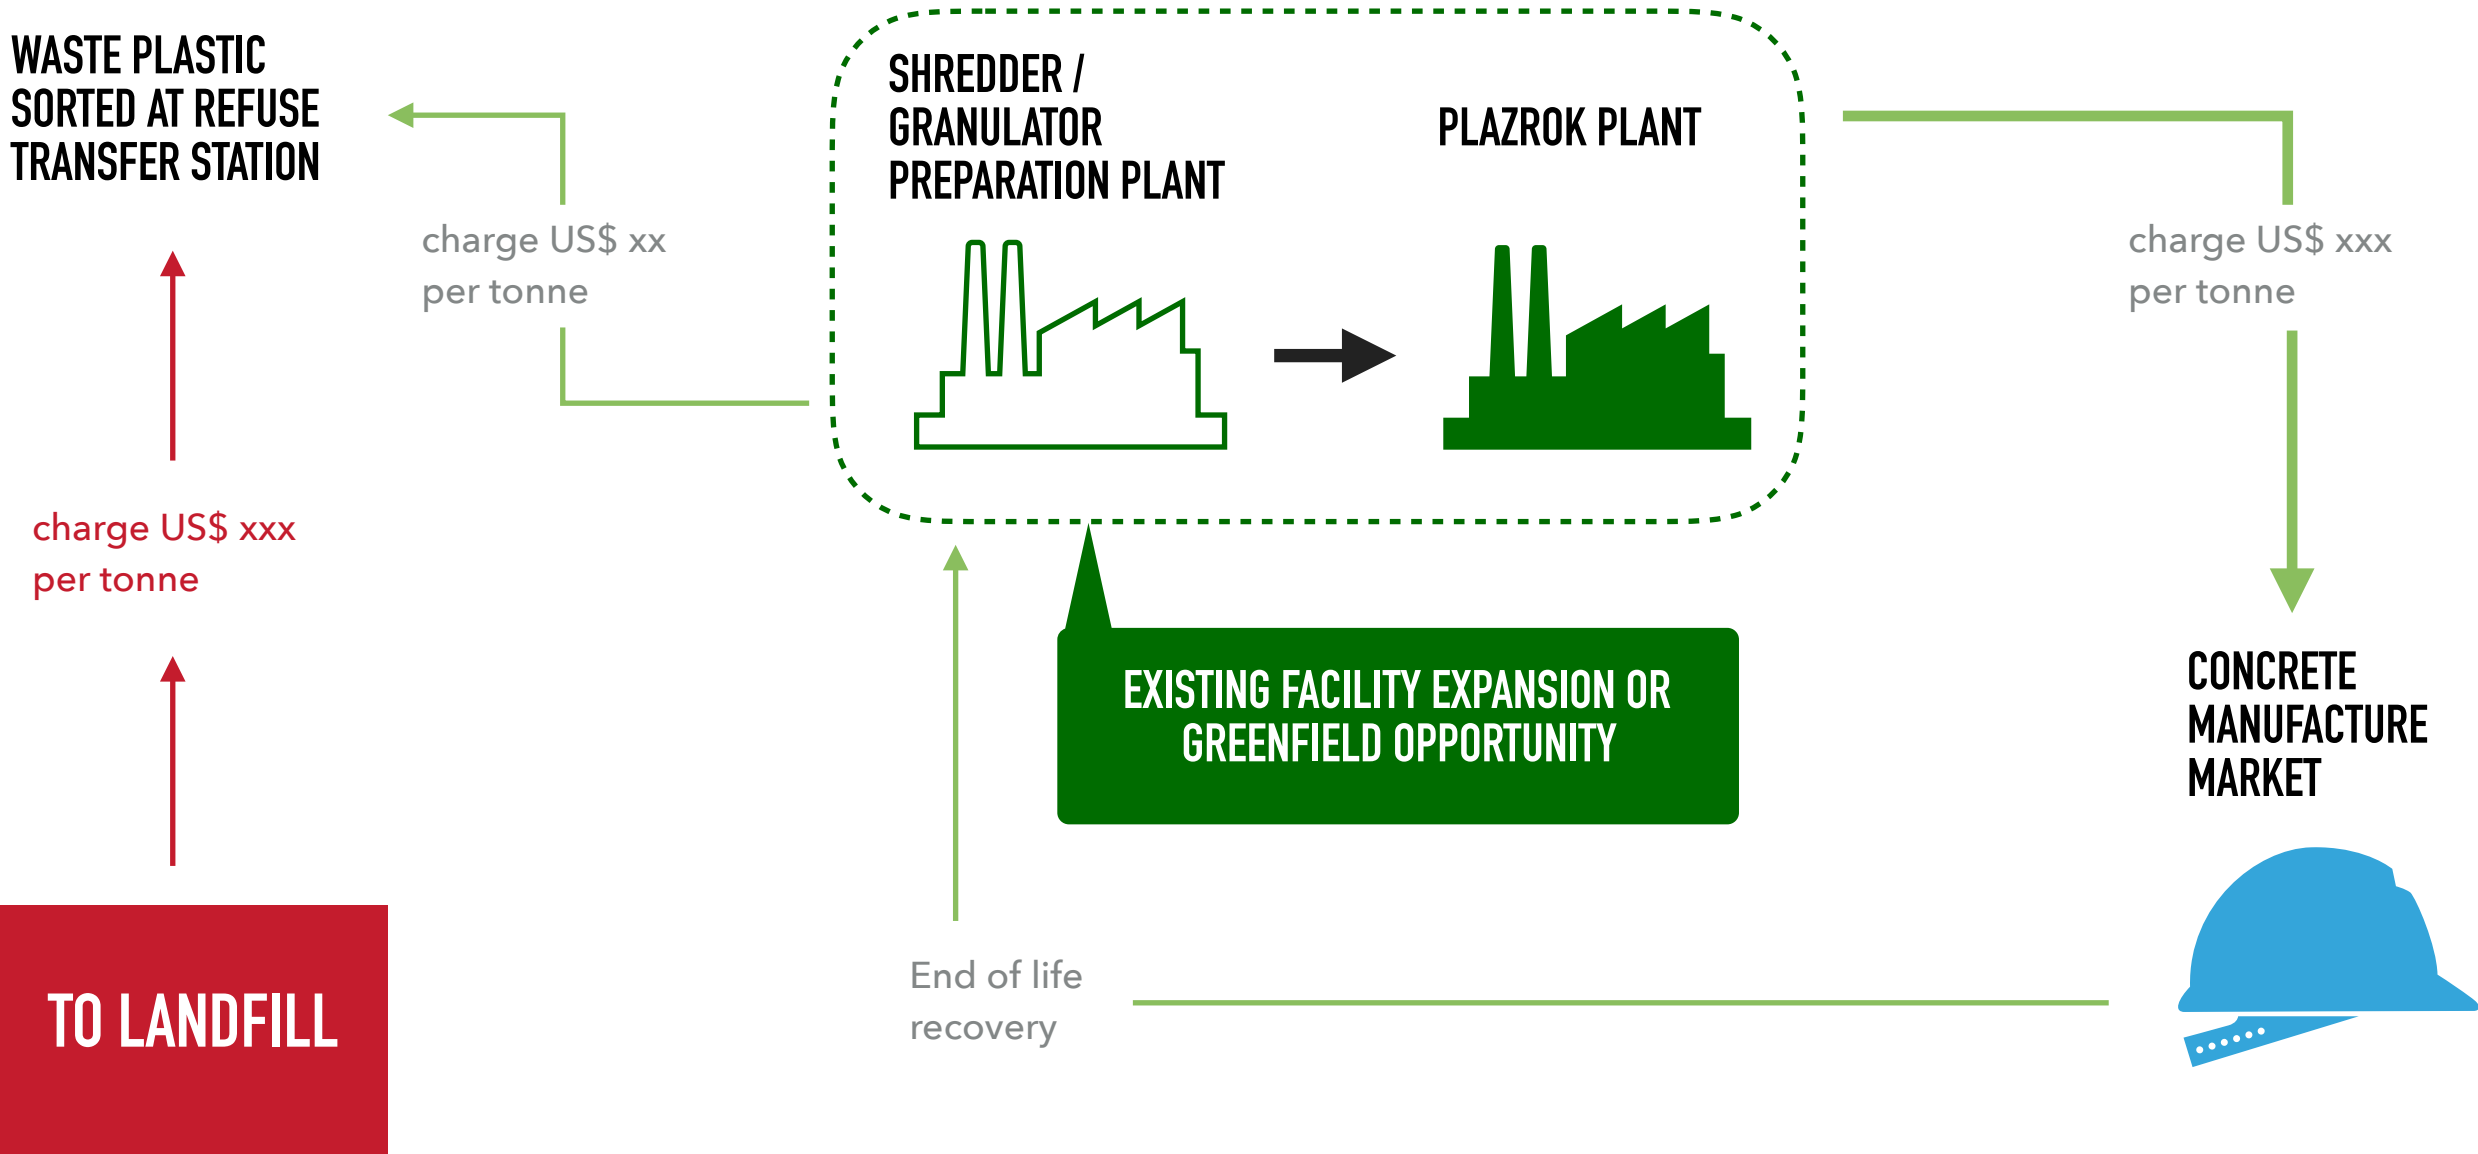 WASTE PLASTIC
SORTED AT REFUSE
TRANSFER STATION
charge US$ xx
per tonne
SHREDDER /
GRANULATOR
PREPARATION PLANT
PLAZROK PLANT
charge US$ xxx
per tonne
charge US$ xxx
per tonne
EXISTING FACILITY EXPANSION OR
GREENFIELD OPPORTUNITY
CONCRETE
MANUFACTURE
MARKET
TO LANDFILL
End of life
recovery